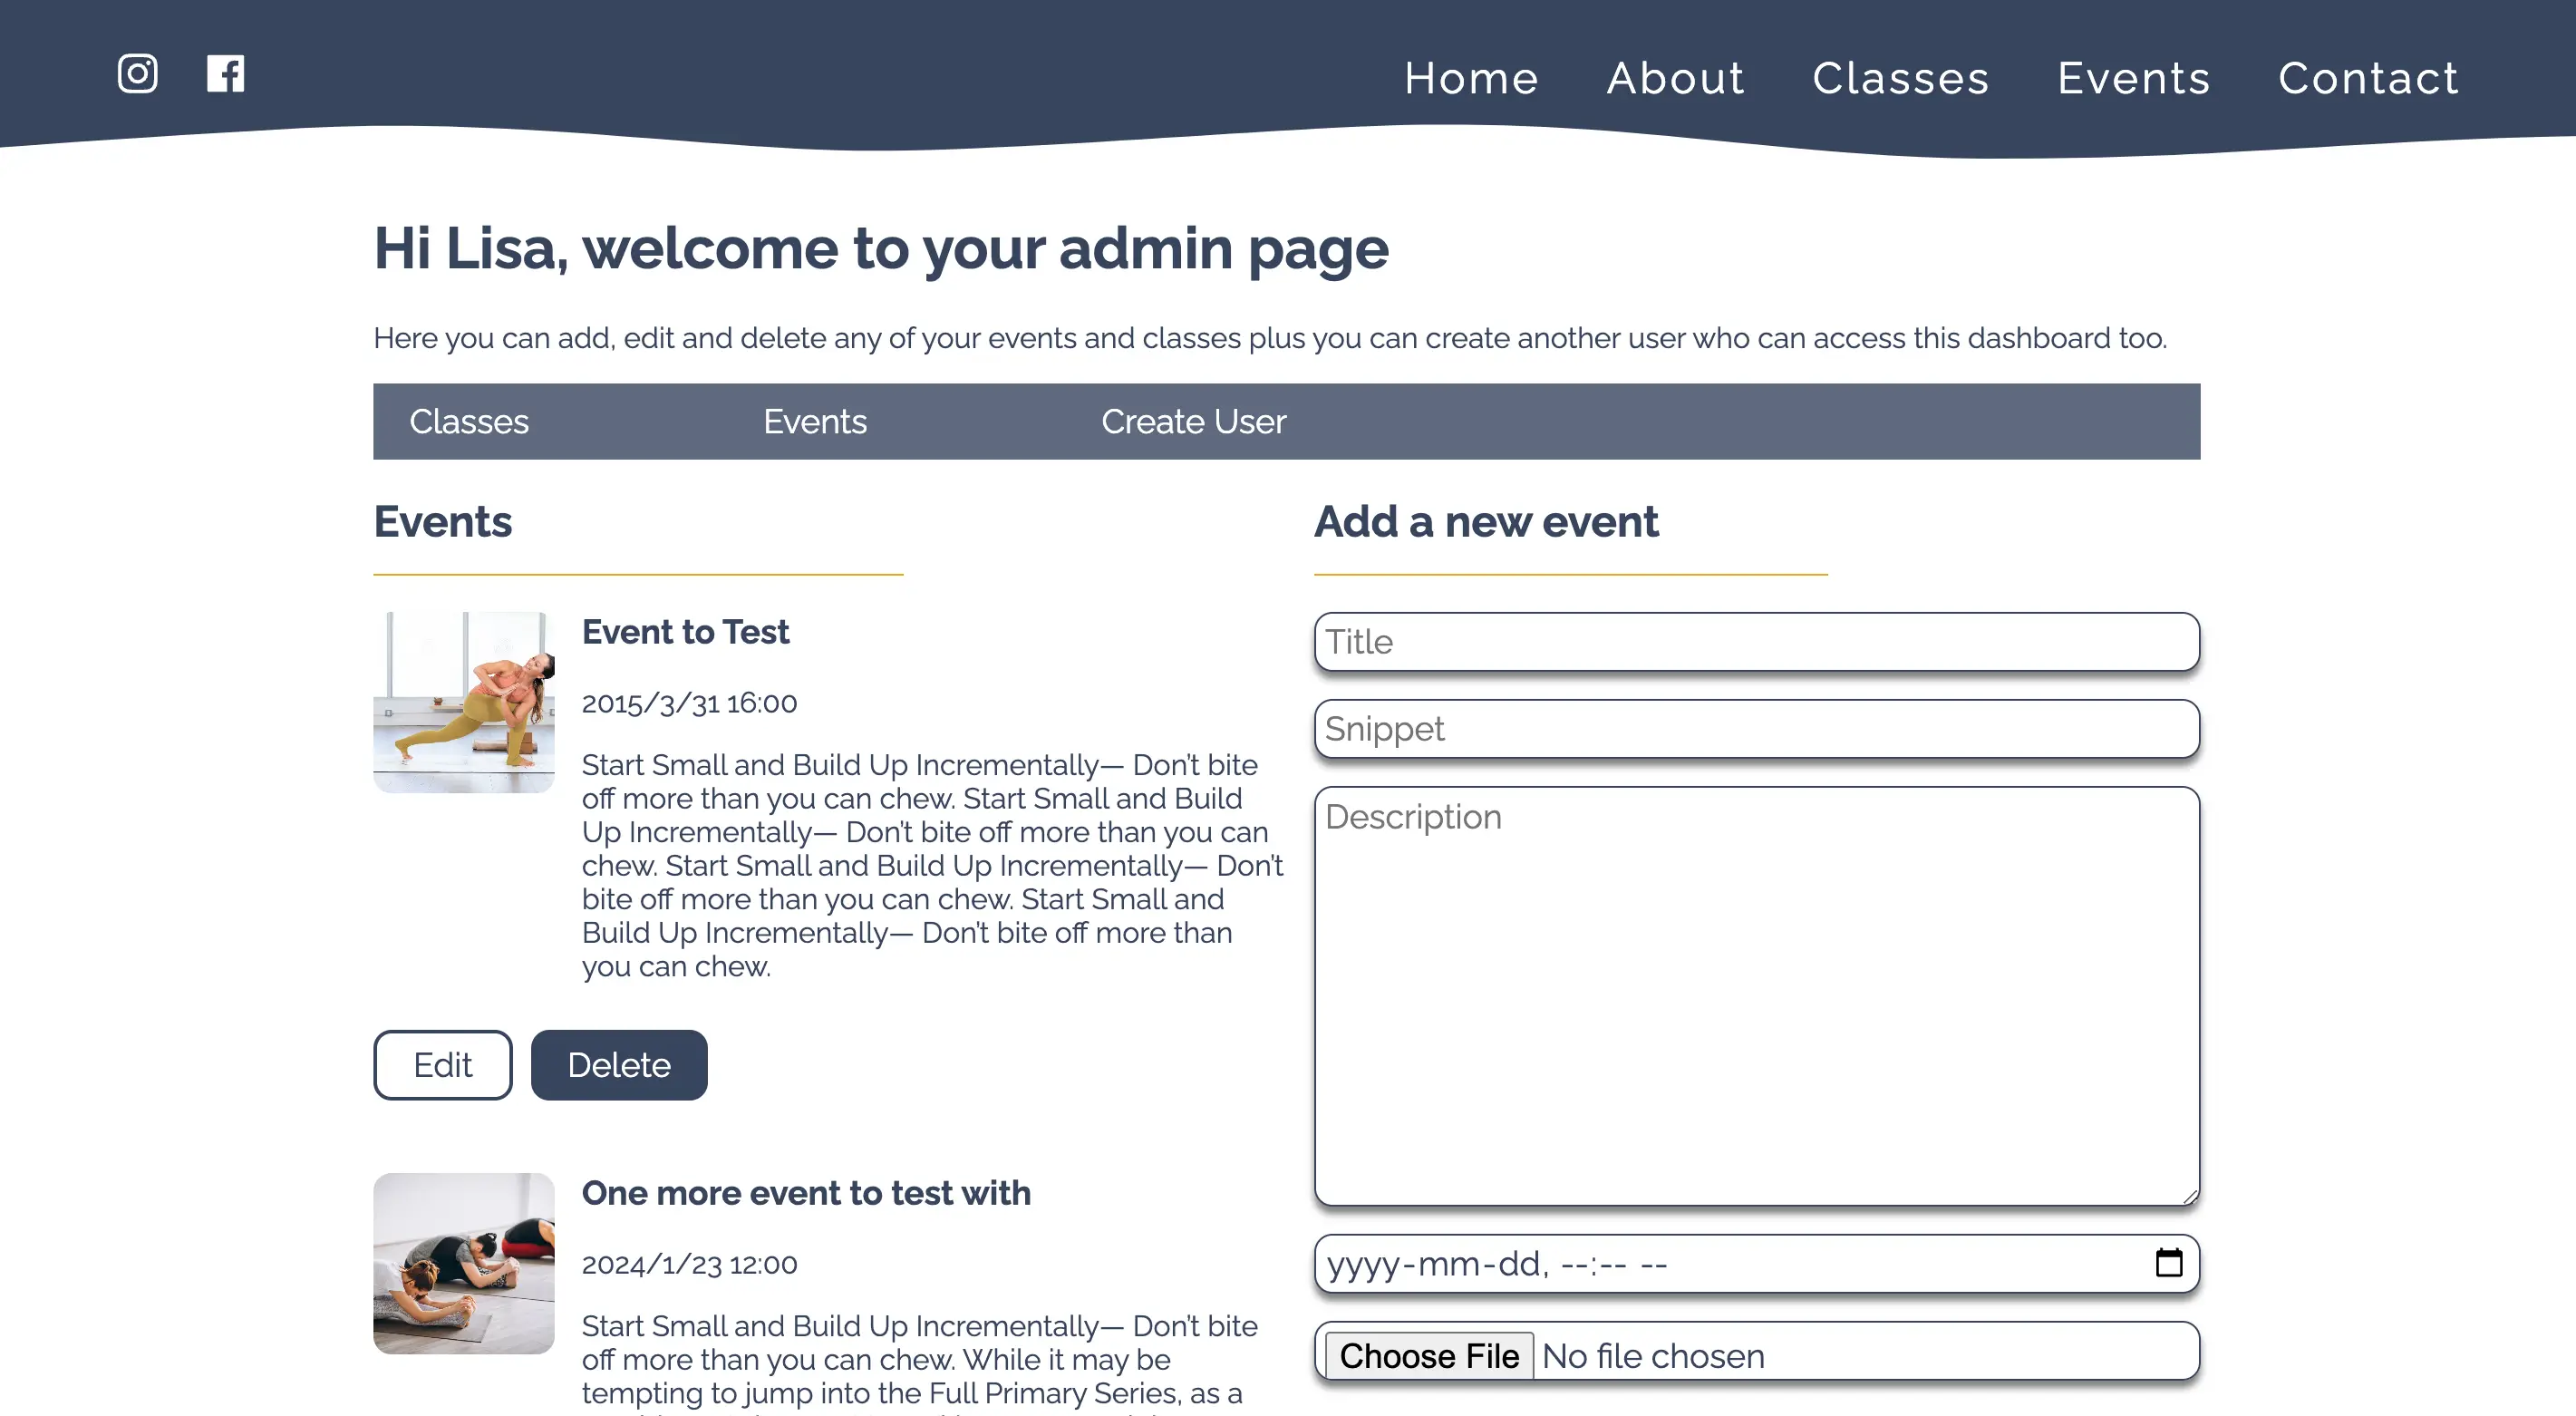 Home About Classes Events Contact
Hi Lisa, welcome to your admin page
Here you can add, edit and delete any of your events and classes plus you can create another user who can access this dashboard too.
Classes Events Create User
Events
Event to Test
2015/3/31 16:00
Start Small and Build Up Incrementally— Don't bite
off more than you can chew. Start Small and Build
Up Incrementally— Don't bite off more than you can
chew. Start Small and Build Up Incrementally— Don't
bite off more than you can chew. Start Small and
Build Up Incrementally— Don't bite off more than
you can chew.
Edit Delete
One more event to test with
2024/1/23 12:00
Start Small and Build Up Incrementally— Don't bite
off more than you can chew. While it may be
tempting to jump into the Full Primary Series, as a
Add a new event
Title
Snippet
Description
yyyy-mm-dd, --:-- --
Choose File No file chosen